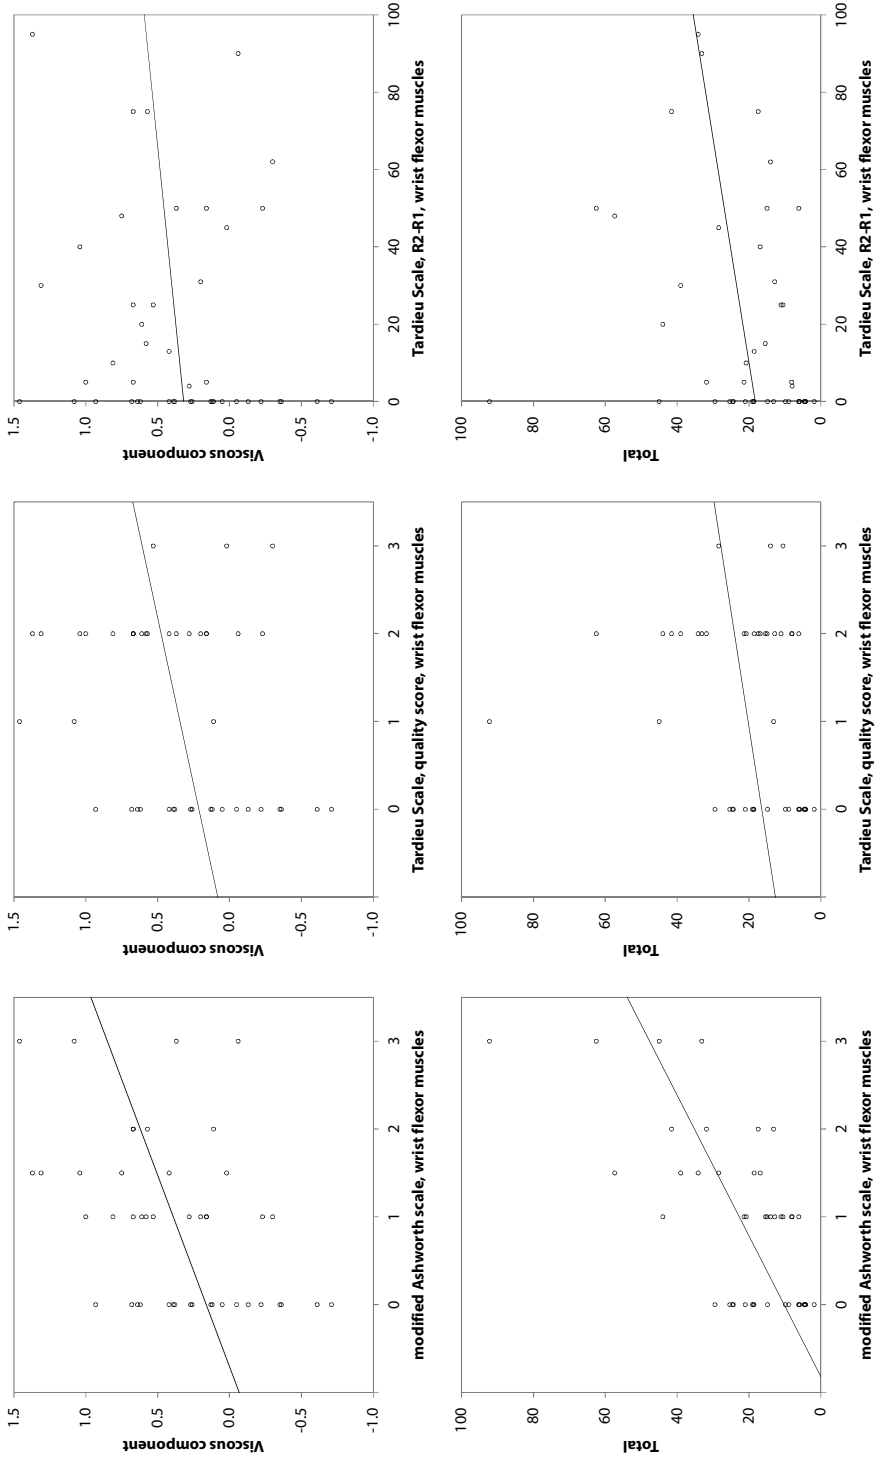 Viscous component
1.5
1.0
0.5
0.0
-0.5
-1.0
0 1 2 3
modified Ashworth scale, wrist flexor muscles
Viscous component
1.5
1.0
0.5
0.0
-0.5
-1.0
0 1 2 3
Tardieu Scale, quality score, wrist flexor muscles
Viscous component
1.5
1.0
0.5
0.0
-0.5
-1.0
0 20 40 60 80 100
Tardieu Scale, R2-R1, wrist flexor muscles
Total
100
80
60
40
20
0
0 1 2 3
modified Ashworth scale, wrist flexor muscles
Total
100
80
60
40
20
0
0 1 2 3
Tardieu Scale, quality score, wrist flexor muscles
Total
100
80
60
40
20
0
0 20 40 60 80 100
Tardieu Scale, R2-R1, wrist flexor muscles